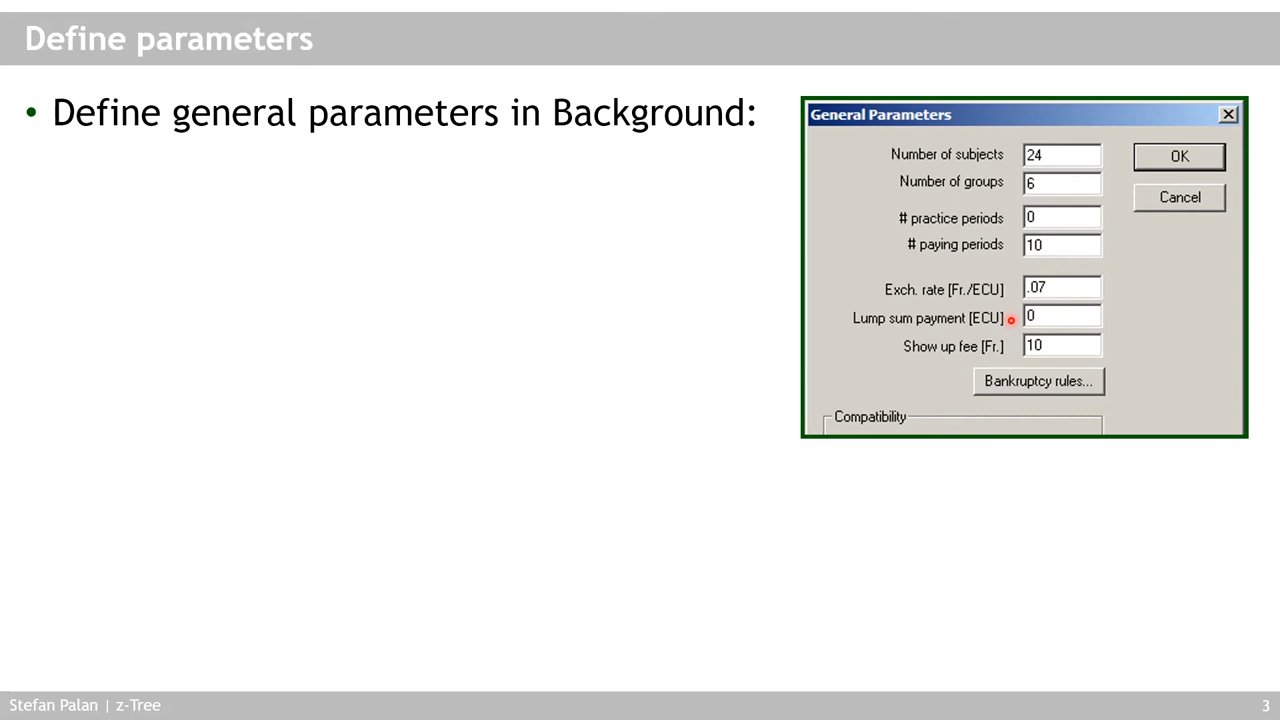 Define parameters
• Define general parameters in Background:
General Parameters
Number of subjects 24
OK
Number of groups 6
Cancel
# practice periods 0
# paying periods 10
Exch. rate [Fr./ECU] .07
Lump sum payment [ECU] 0
Show up fee [Fr.] 10
Bankruptcy rules...
Compatibility
Stefan Palan | z-Tree
3